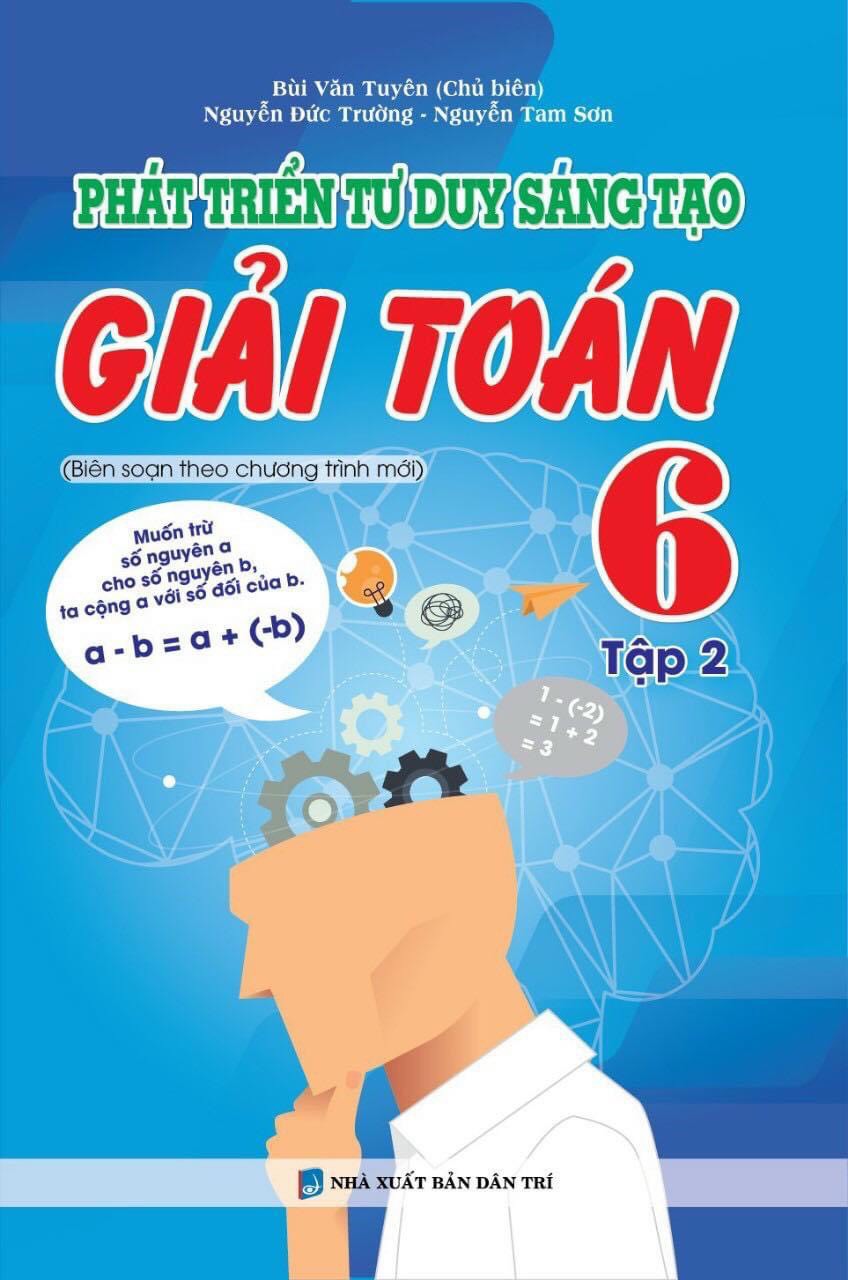 Bùi Văn Tuyên (Chủ biên)
Nguyễn Đức Trường - Nguyễn Tam Sơn
PHÁT TRIỂN TƯ DUY SÁNG TẠO
GIẢI TOÁN
6
(Biên soạn theo chương trình mới)
Tập 2
Muốn trừ
số nguyên a
cho số nguyên b,
ta cộng a với số đối của b.
a - b = a + (-b)
1 - (-2)
= 1 + 2
= 3
NHÀ XUẤT BẢN DÂN TRÍ